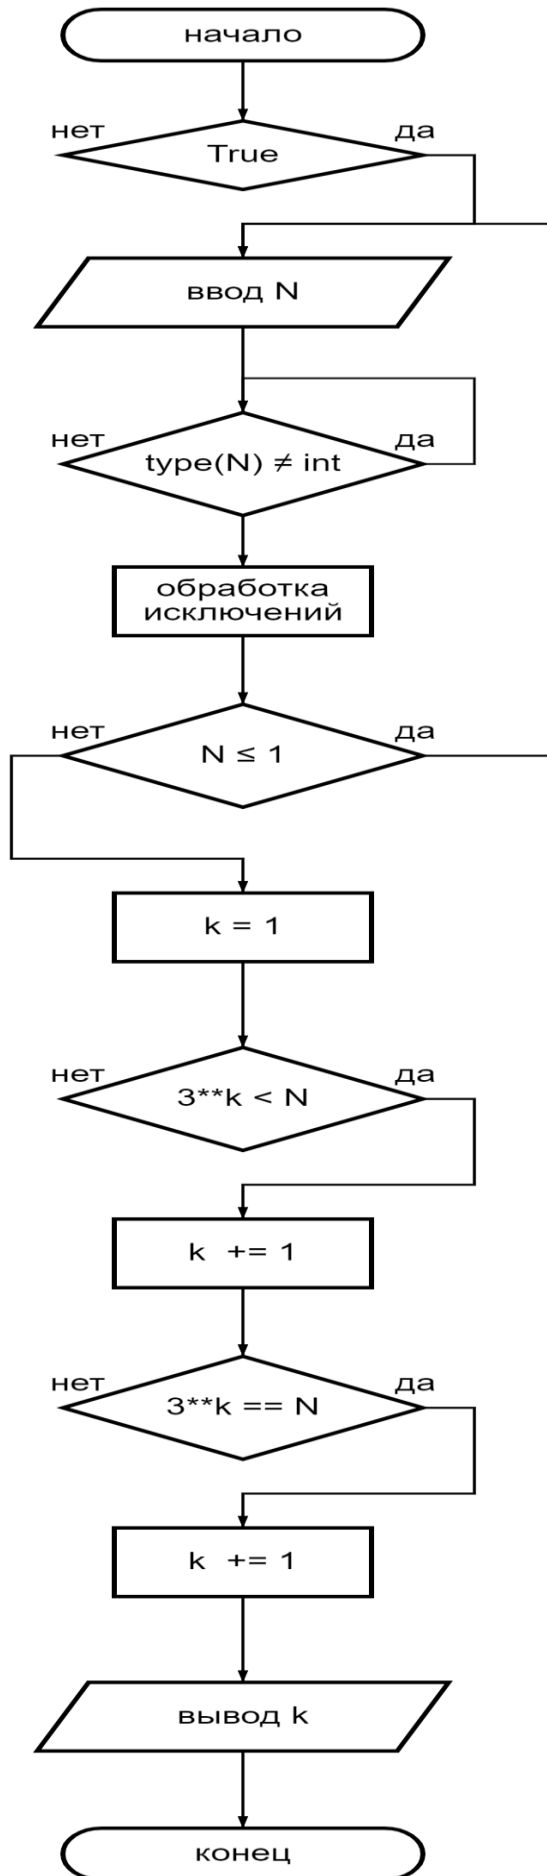 начало
нет
да
True
ввод N
нет
да
type(N) ≠ int
обработка
исключений
нет
да
N ≤ 1
k = 1
нет
да
3**k < N
k += 1
нет
да
3**k == N
k += 1
вывод k
конец